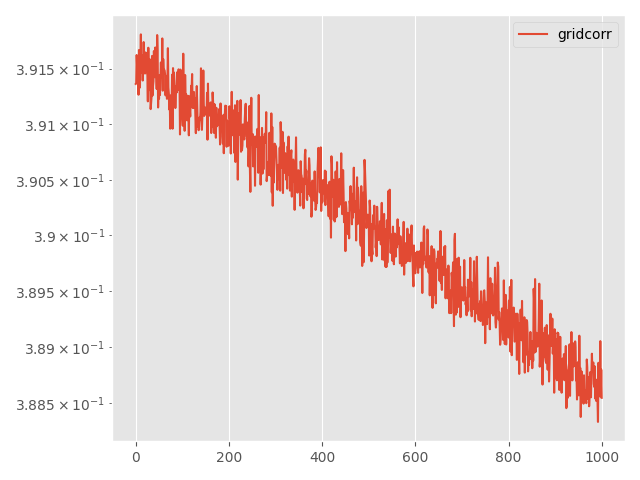 gridcorr
3.915 × 10⁻¹
3.91 × 10⁻¹
3.905 × 10⁻¹
3.9 × 10⁻¹
3.895 × 10⁻¹
3.89 × 10⁻¹
3.885 × 10⁻¹
0 200 400 600 800 1000